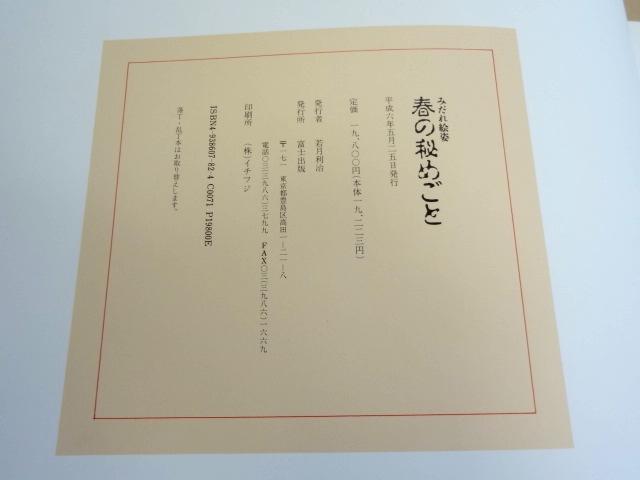 みだれ絵姿
春の秘めごと
平成六年五月二五日発行
定価 一九、八〇〇円(本体一九、二二三円)
発行者 若月利治
発行所 富士出版
〒一七一 東京都豊島区高田一―二一―八
電話〇三(三九八六)三七九九 FAX〇三(三九八六)一六六九
印刷所 (株)イチフジ
ISBN4-938607-82-4 C0071 P19800E
落丁・乱丁本はお取り替えします。